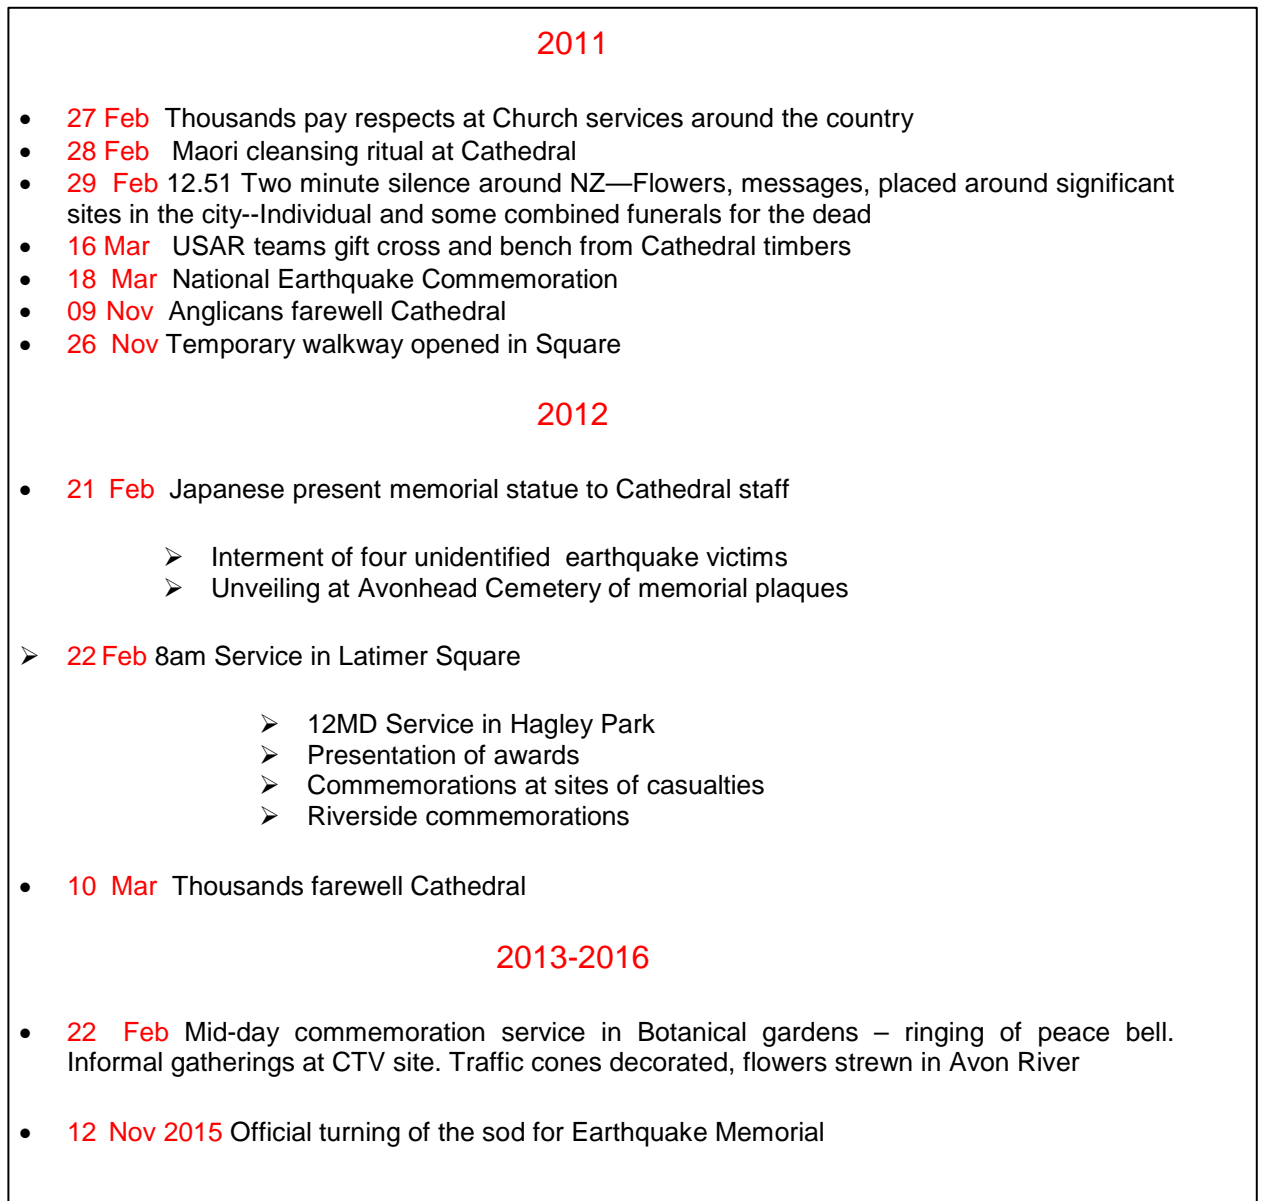 2011
• 27 Feb Thousands pay respects at Church services around the country
• 28 Feb Maori cleansing ritual at Cathedral
• 29 Feb 12.51 Two minute silence around NZ—Flowers, messages, placed around significant
sites in the city--Individual and some combined funerals for the dead
• 16 Mar USAR teams gift cross and bench from Cathedral timbers
• 18 Mar National Earthquake Commemoration
• 09 Nov Anglicans farewell Cathedral
• 26 Nov Temporary walkway opened in Square
2012
• 21 Feb Japanese present memorial statue to Cathedral staff
➢ Interment of four unidentified earthquake victims
➢ Unveiling at Avonhead Cemetery of memorial plaques
➢ 22 Feb 8am Service in Latimer Square
➢ 12MD Service in Hagley Park
➢ Presentation of awards
➢ Commemorations at sites of casualties
➢ Riverside commemorations
• 10 Mar Thousands farewell Cathedral
2013-2016
• 22 Feb Mid-day commemoration service in Botanical gardens – ringing of peace bell.
Informal gatherings at CTV site. Traffic cones decorated, flowers strewn in Avon River
• 12 Nov 2015 Official turning of the sod for Earthquake Memorial